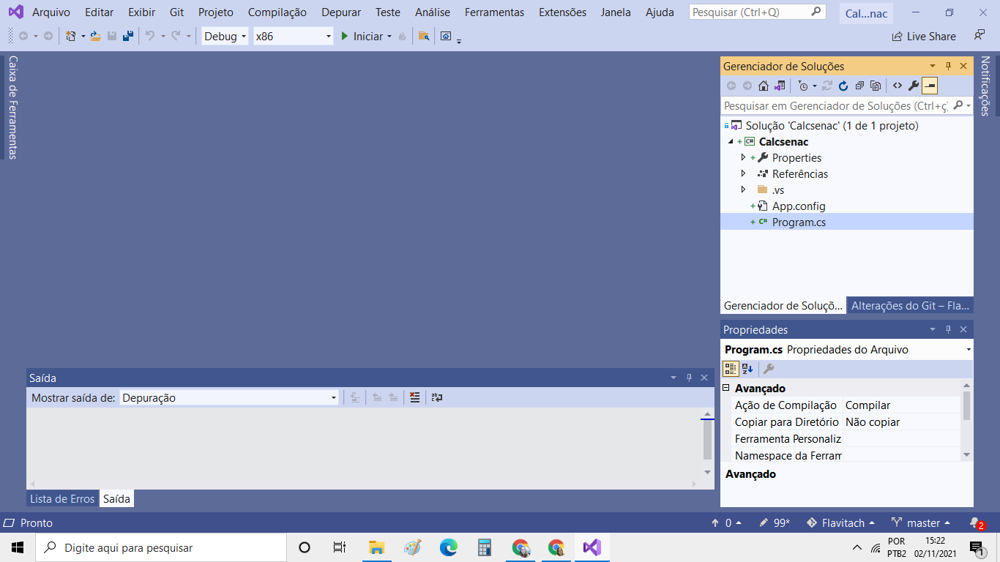 Arquivo Editar Exibir Git Projeto Compilação Depurar Teste Análise Ferramentas Extensões Janela Ajuda Pesquisar (Ctrl+Q) Cal...nac
Debug x86 Iniciar Live Share
Caixa de Ferramentas
Notificações
Gerenciador de Soluções
Pesquisar em Gerenciador de Soluções (Ctrl+ç)
Solução 'Calcsenac' (1 de 1 projeto)
C# Calcsenac
Properties
Referências
.vs
App.config
C# Program.cs
Gerenciador de Soluçõ... Alterações do Git – Fla...
Propriedades
Program.cs Propriedades do Arquivo
Avançado
Ação de Compilação Compilar
Copiar para Diretório Não copiar
Ferramenta Personaliz
Namespace da Ferram
Avançado
Saída
Mostrar saída de: Depuração
Lista de Erros Saída
Pronto 0 99* Flavitach master 2
Digite aqui para pesquisar
POR
PTB2
15:22
02/11/2021
1